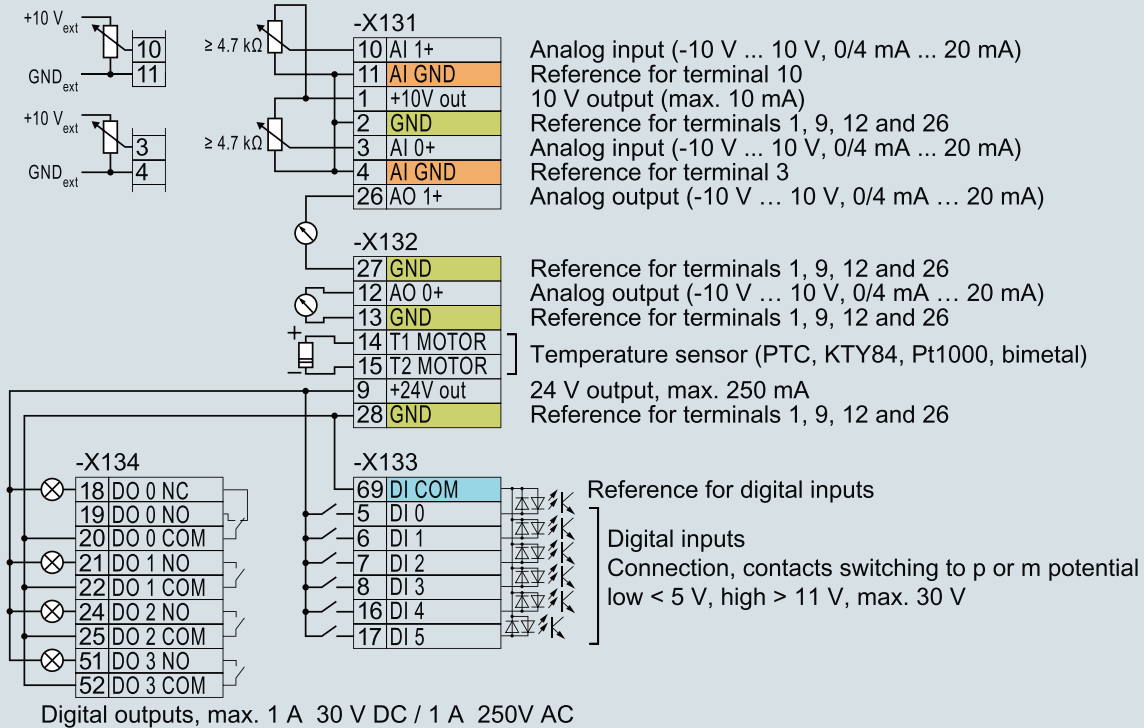 +10 Vext
10
GNDext
11
+10 Vext
3
GNDext
4
≥ 4.7 kΩ
≥ 4.7 kΩ
-X131
10 AI 1+ Analog input (-10 V ... 10 V, 0/4 mA ... 20 mA)
11 AI GND Reference for terminal 10
1 +10V out 10 V output (max. 10 mA)
2 GND Reference for terminals 1, 9, 12 and 26
3 AI 0+ Analog input (-10 V ... 10 V, 0/4 mA ... 20 mA)
4 AI GND Reference for terminal 3
26 AO 1+ Analog output (-10 V … 10 V, 0/4 mA … 20 mA)
-X132
27 GND Reference for terminals 1, 9, 12 and 26
12 AO 0+ Analog output (-10 V … 10 V, 0/4 mA … 20 mA)
13 GND Reference for terminals 1, 9, 12 and 26
+
14 T1 MOTOR
Temperature sensor (PTC, KTY84, Pt1000, bimetal)
15 T2 MOTOR
–
9 +24V out 24 V output, max. 250 mA
28 GND Reference for terminals 1, 9, 12 and 26
-X134
18 DO 0 NC
19 DO 0 NO
20 DO 0 COM
21 DO 1 NO
22 DO 1 COM
24 DO 2 NO
25 DO 2 COM
51 DO 3 NO
52 DO 3 COM
-X133
69 DI COM Reference for digital inputs
5 DI 0
6 DI 1
7 DI 2
8 DI 3
16 DI 4
17 DI 5
Digital inputs
Connection, contacts switching to p or m potential
low < 5 V, high > 11 V, max. 30 V
Digital outputs, max. 1 A 30 V DC / 1 A 250V AC